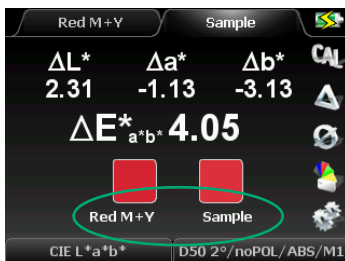 Red M+Y Sample
ΔL* Δa* Δb* CAL
2.31 -1.13 -3.13
ΔE*a*b* 4.05
Red M+Y Sample
CIE L*a*b* D50 2°/noPOL/ABS/M1